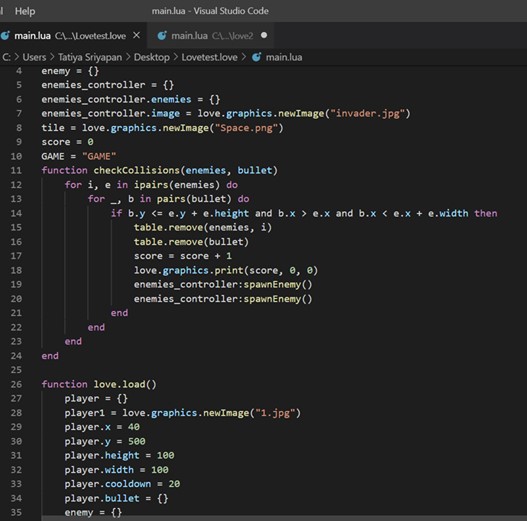 l Help main.lua - Visual Studio Code
main.lua C:\...\Lovetest.love × main.lua C:\...\love2 ●
C: > Users > Tatiya Sriyapan > Desktop > Lovetest.love > main.lua
4 enemy = {}
5 enemies_controller = {}
6 enemies_controller.enemies = {}
7 enemies_controller.image = love.graphics.newImage("invader.jpg")
8 tile = love.graphics.newImage("Space.png")
9 score = 0
10 GAME = "GAME"
11 function checkCollisions(enemies, bullet)
12 for i, e in ipairs(enemies) do
13 for _, b in pairs(bullet) do
14 if b.y <= e.y + e.height and b.x > e.x and b.x < e.x + e.width then
15 table.remove(enemies, i)
16 table.remove(bullet)
17 score = score + 1
18 love.graphics.print(score, 0, 0)
19 enemies_controller:spawnEnemy()
20 enemies_controller:spawnEnemy()
21 end
22 end
23 end
24 end
25
26 function love.load()
27 player = {}
28 player1 = love.graphics.newImage("1.jpg")
29 player.x = 40
30 player.y = 500
31 player.height = 100
32 player.width = 100
33 player.cooldown = 20
34 player.bullet = {}
35 enemy = {}